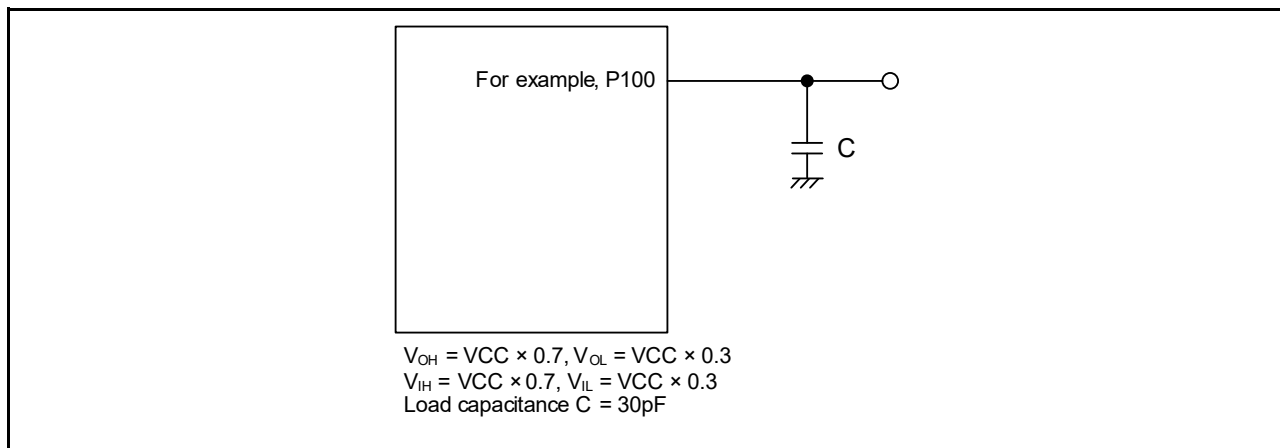 For example, P100
C
VOH = VCC × 0.7, VOL = VCC × 0.3
VIH = VCC × 0.7, VIL = VCC × 0.3
Load capacitance C = 30pF